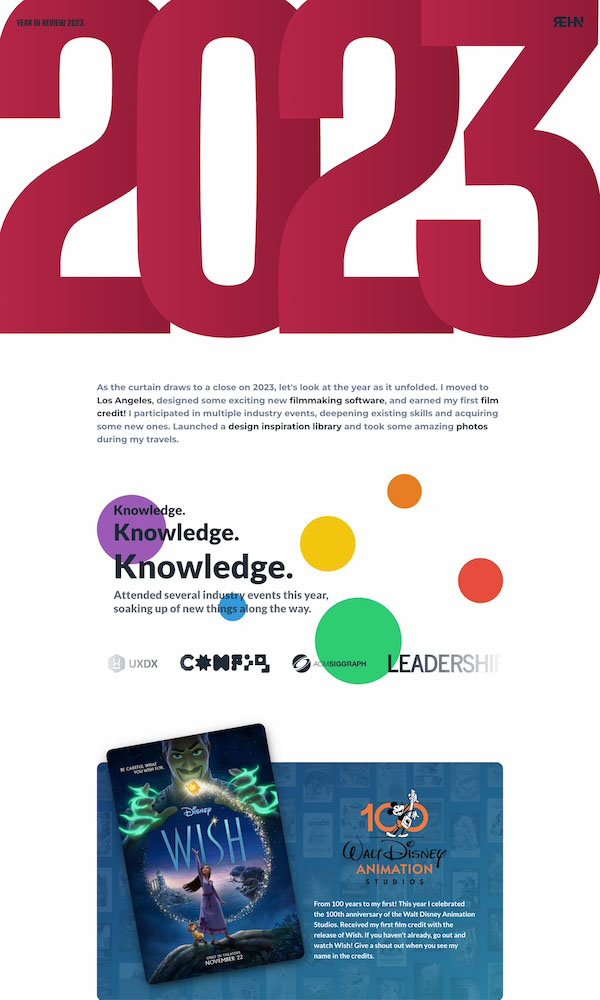 YEAR IN REVIEW 2023
REHN
2023
As the curtain draws to a close on 2023, let's look at the year as it unfolded. I moved to
Los Angeles, designed some exciting new filmmaking software, and earned my first film
credit! I participated in multiple industry events, deepening existing skills and acquiring
some new ones. Launched a design inspiration library and took some amazing photos
during my travels.
Knowledge.
Knowledge.
Knowledge.
Attended several industry events this year,
soaking up of new things along the way.
UXDX
CONFIG
ACMSIGGRAPH
LEADERSHIP
BE CAREFUL WHAT
YOU WISH FOR.
Disney
WISH
ONLY IN THEATERS
NOVEMBER 22
100
WALT DISNEY
ANIMATION
STUDIOS
From 100 years to my first! This year I celebrated
the 100th anniversary of the Walt Disney Animation
Studios. Received my first film credit with the
release of Wish. If you haven't already, go out and
watch Wish! Give a shout out when you see my
name in the credits.